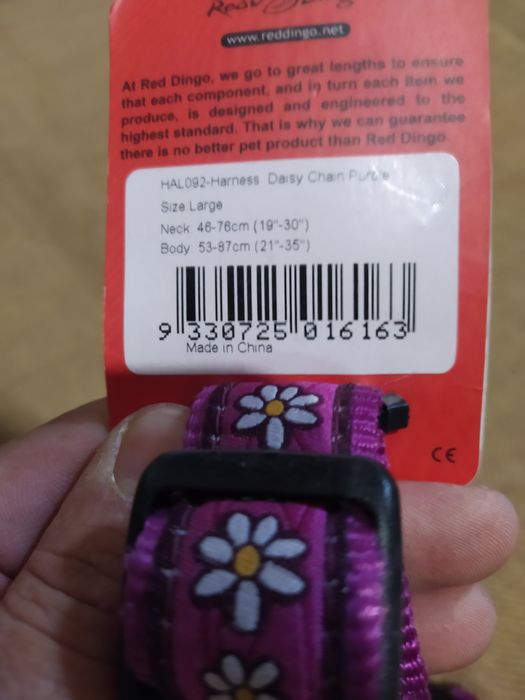 Red Dingo
www.reddingo.net
At Red Dingo, we go to great lengths to ensure
that each component, and in turn each item we
produce, is designed and engineered to the
highest standard. That is why we can guarantee
there is no better pet product than Red Dingo.
HAL092-Harness Daisy Chain Purple
Size Large
Neck: 46-76cm (19"-30")
Body: 53-87cm (21"-35")
9 330725 016163
Made in China
CE